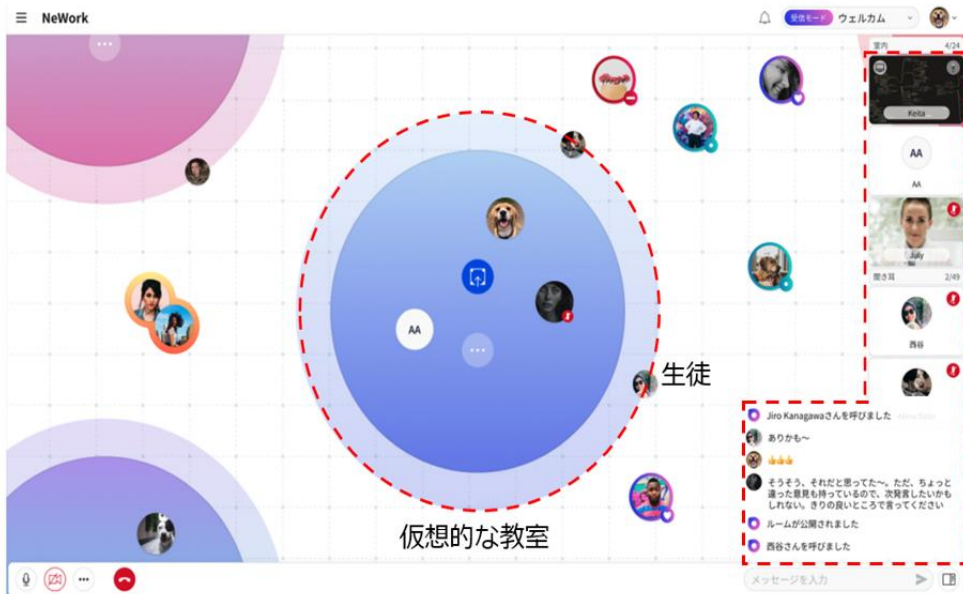 NeWork
受信モード ウェルカム
室内 4/24
Keita
AA
AA
July
聞き耳 2/49
西谷
AA
生徒
仮想的な教室
Jiro Kanagawaさんを呼びました
ありかも〜
👍👍👍
そうそう、それだと思ってた〜。ただ、ちょっと
違った意見も持っているので、次発言したいかも
しれない。きりの良いところで言ってください
ルームが公開されました
西谷さんを呼びました
メッセージを入力